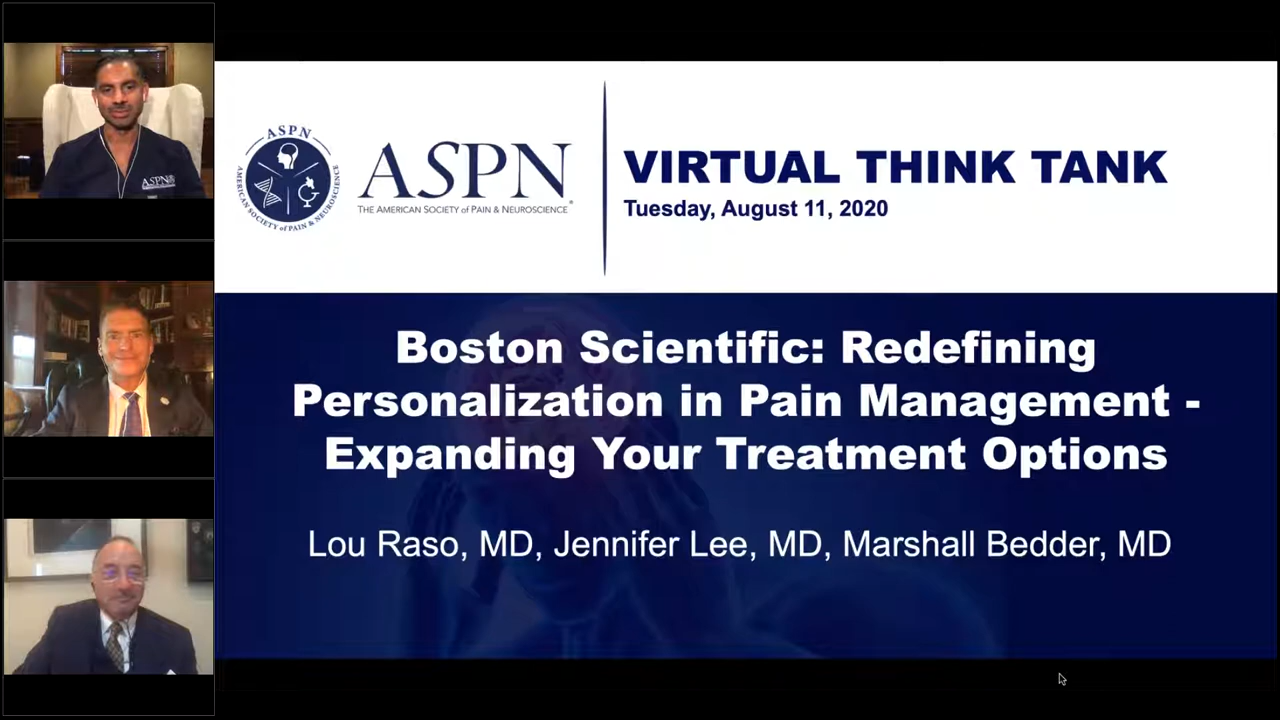 ASPN
ASPN
AMERICAN SOCIETY of PAIN & NEUROSCIENCE
ASPN
THE AMERICAN SOCIETY of PAIN & NEUROSCIENCE®
VIRTUAL THINK TANK
Tuesday, August 11, 2020
Boston Scientific: Redefining
Personalization in Pain Management -
Expanding Your Treatment Options
Lou Raso, MD, Jennifer Lee, MD, Marshall Bedder, MD